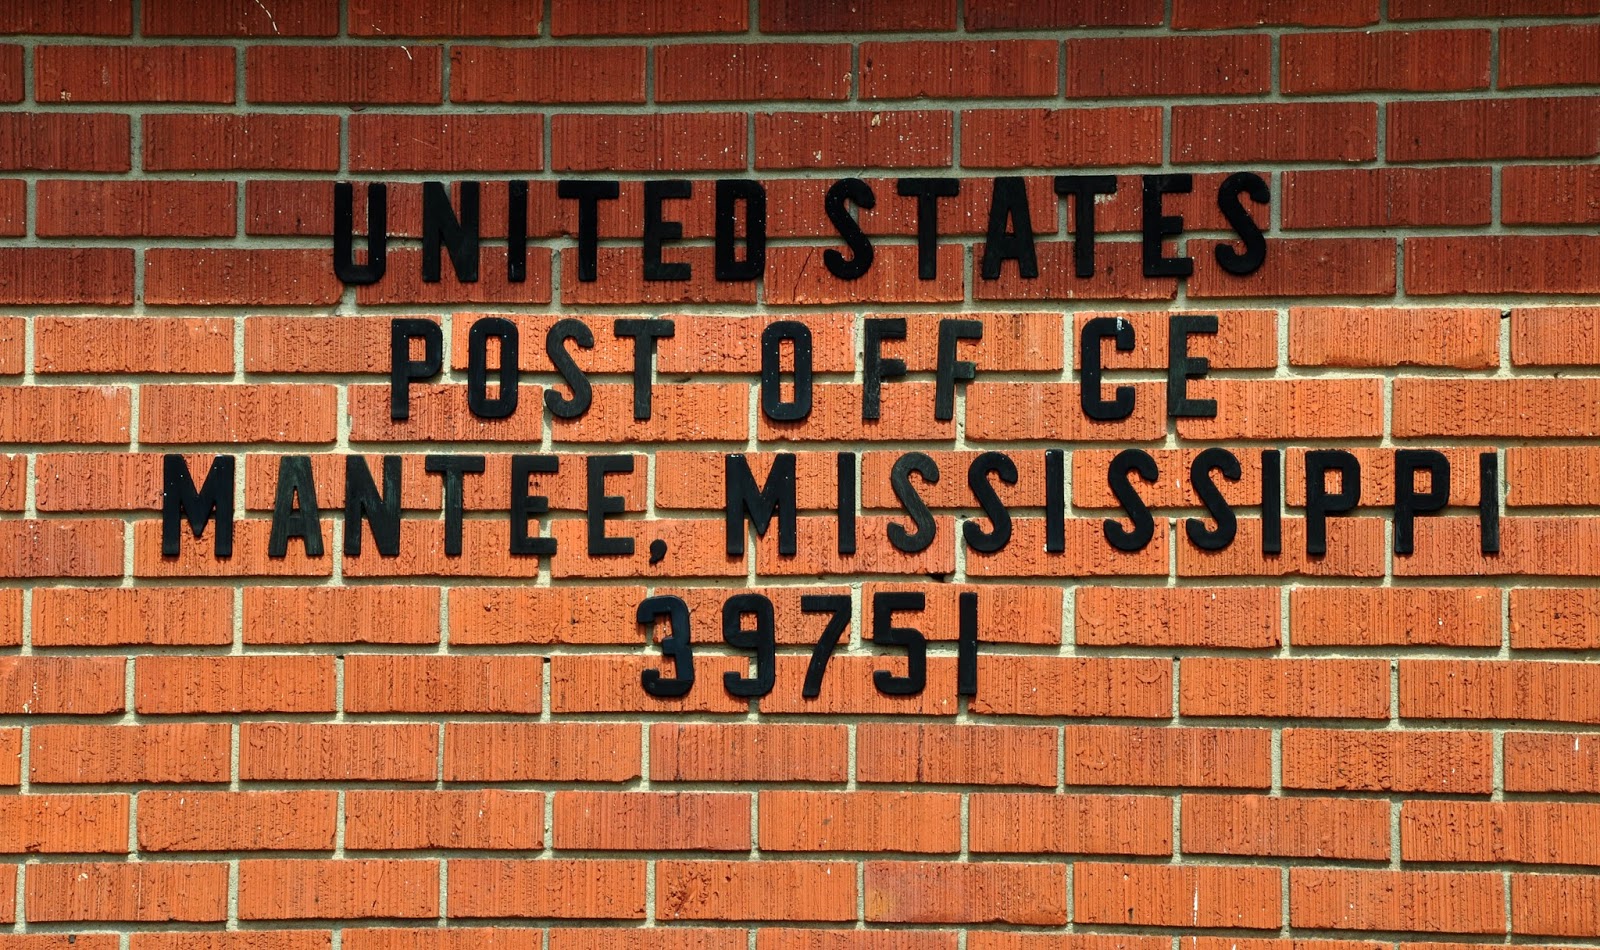 UNITED STATES
POST OFF CE
MANTEE, MISSISSIPPI
39751